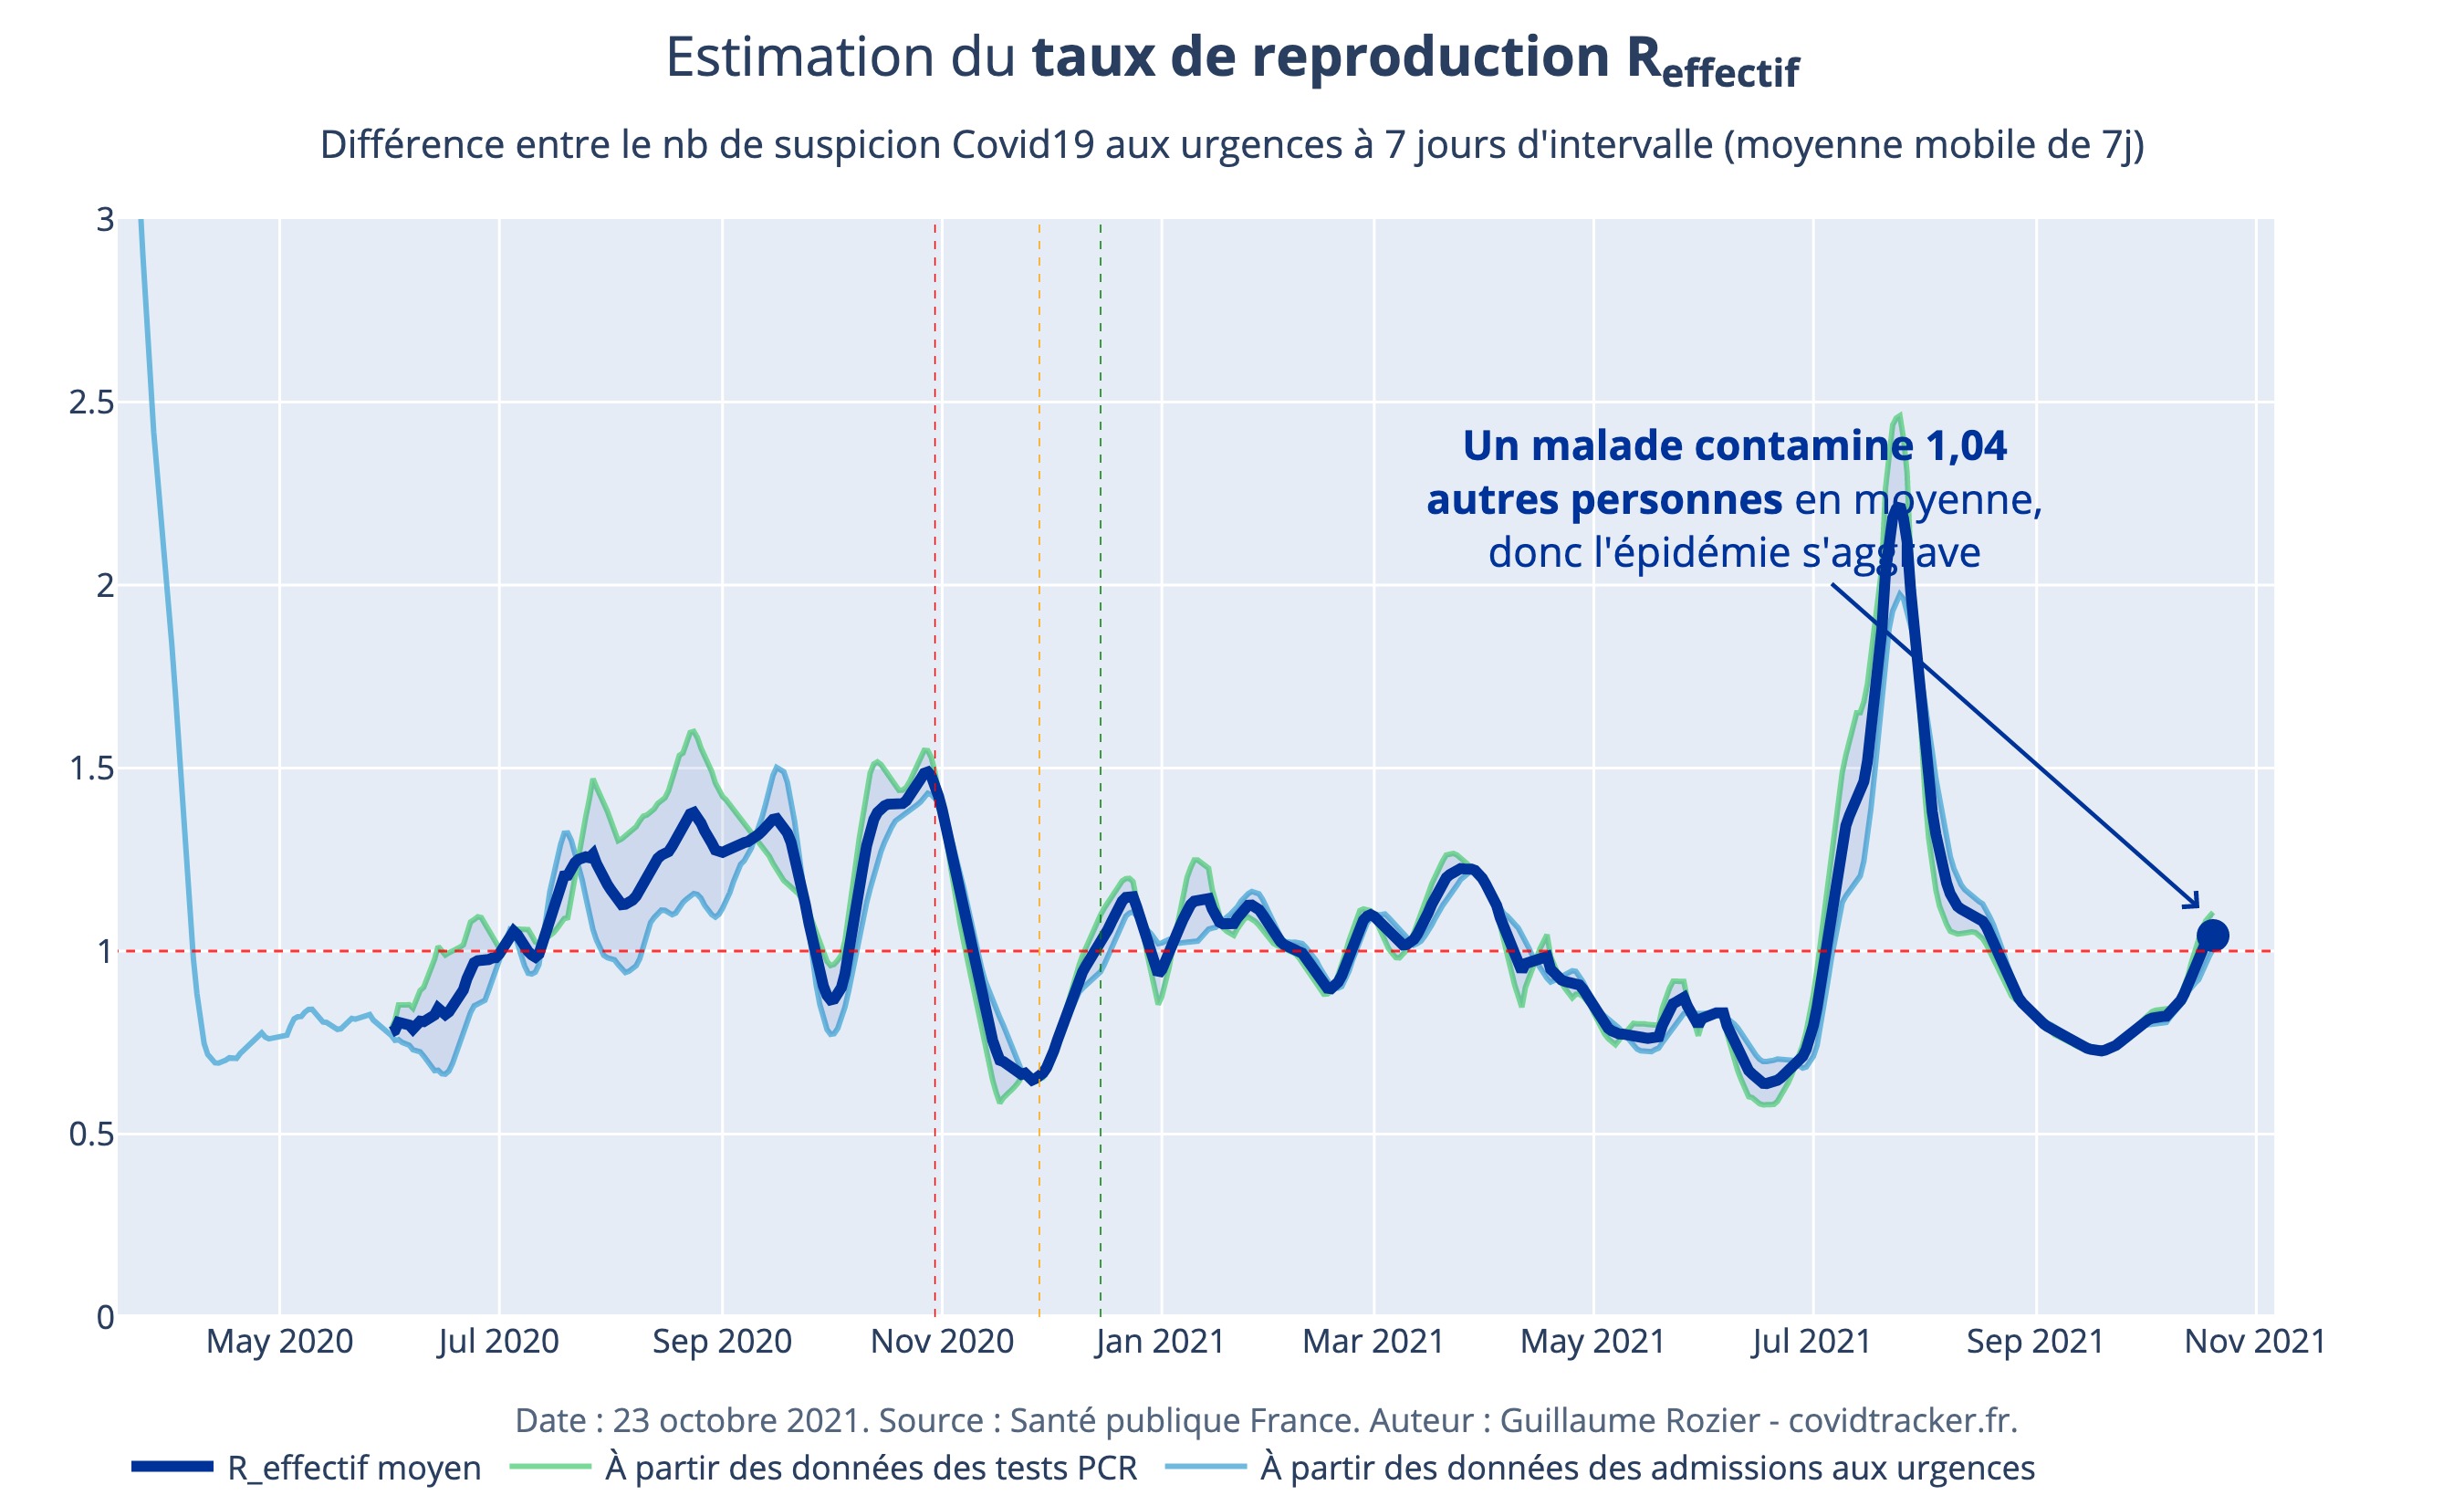 Estimation du taux de reproduction Reffectif
Différence entre le nb de suspicion Covid19 aux urgences à 7 jours d'intervalle (moyenne mobile de 7j)
3
2.5
2
1.5
1
0.5
0
Un malade contamine 1,04
autres personnes en moyenne,
donc l'épidémie s'aggrave
May 2020 Jul 2020 Sep 2020 Nov 2020 Jan 2021 Mar 2021 May 2021 Jul 2021 Sep 2021 Nov 2021
Date : 23 octobre 2021. Source : Santé publique France. Auteur : Guillaume Rozier - covidtracker.fr.
R_effectif moyen À partir des données des tests PCR À partir des données des admissions aux urgences